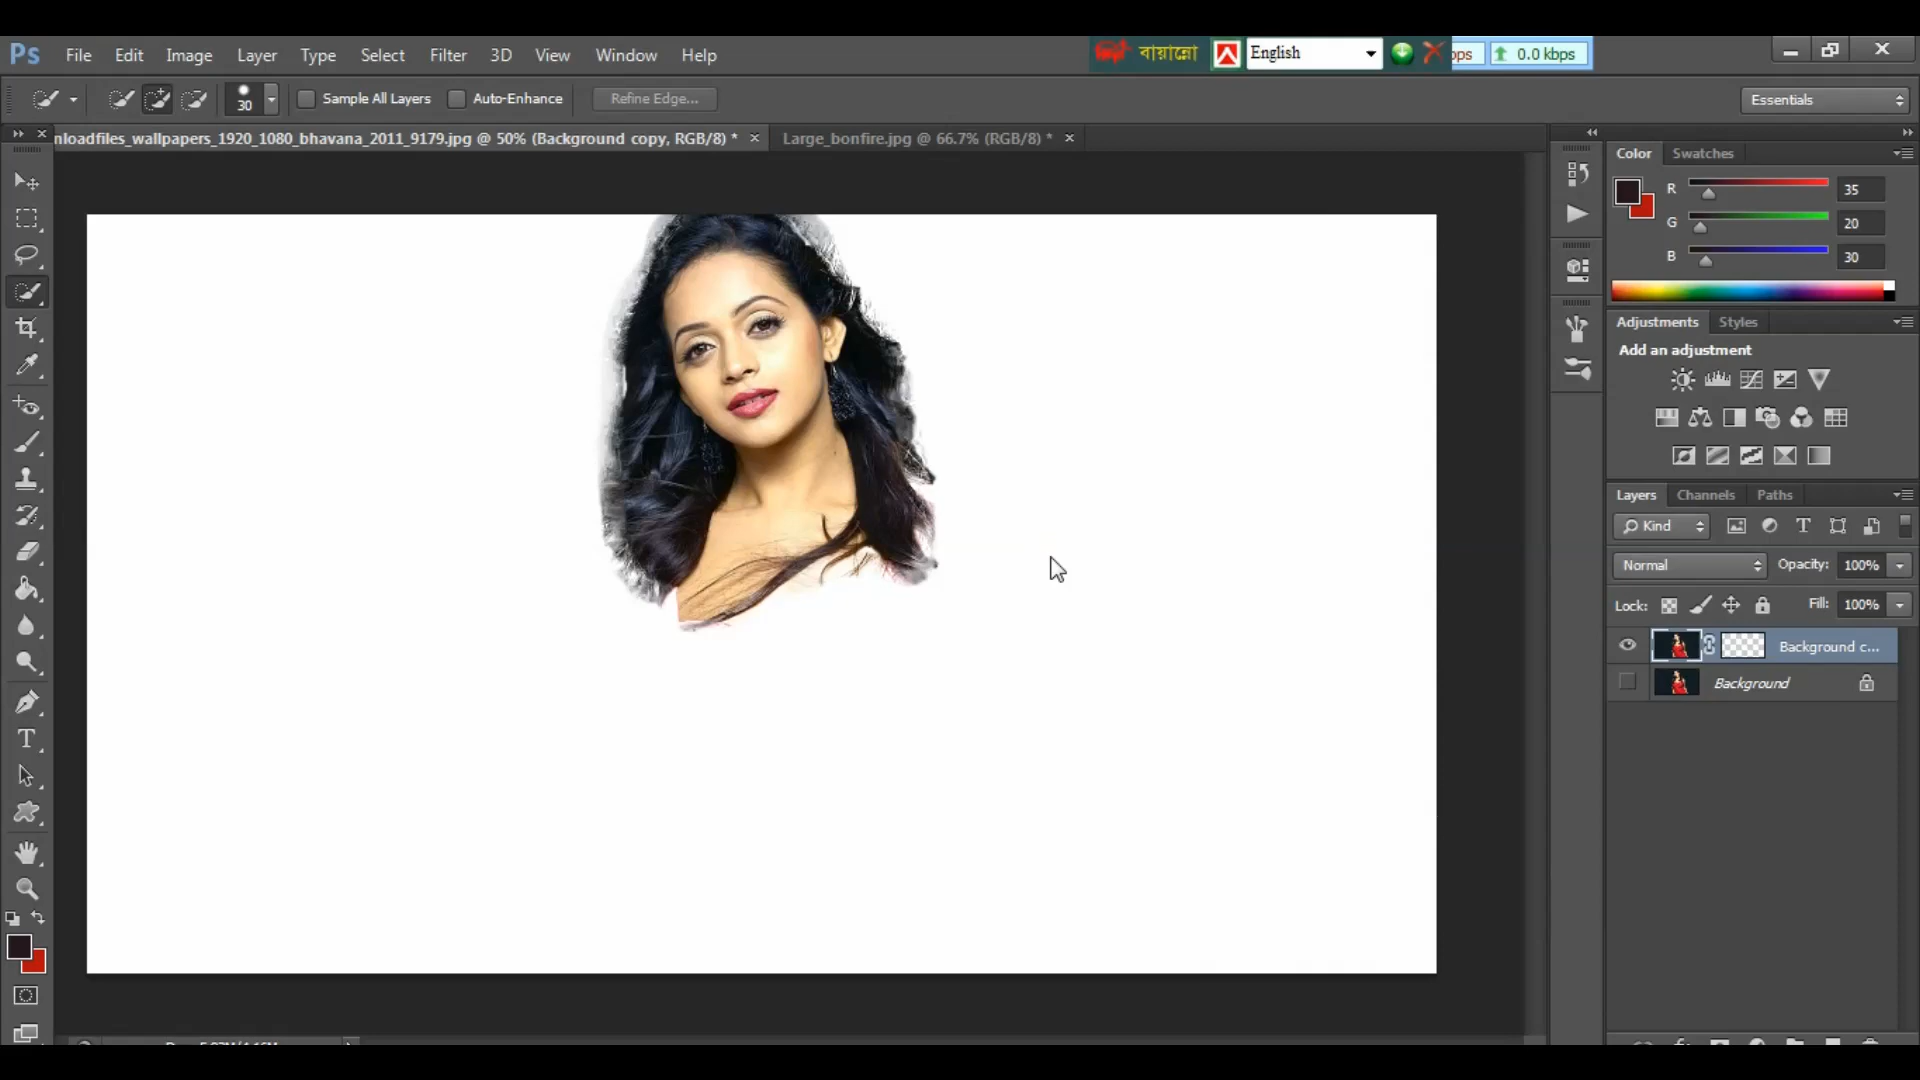 Ps File Edit Image Layer Type Select Filter 3D View Window Help
বায়ান্নো English ops 0.0 kbps
30 Sample All Layers Auto-Enhance Refine Edge... Essentials
nloadfiles_wallpapers_1920_1080_bhavana_2011_9179.jpg @ 50% (Background copy, RGB/8) * Large_bonfire.jpg @ 66.7% (RGB/8) *
Color Swatches
R 35
G 20
B 30
Adjustments Styles
Add an adjustment
Layers Channels Paths
Kind
Normal Opacity: 100%
Lock: Fill: 100%
Background c...
Background